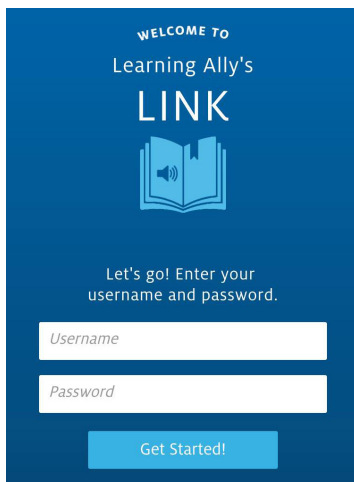 WELCOME TO
Learning Ally's
LINK
Let's go! Enter your
username and password.
Username
Password
Get Started!